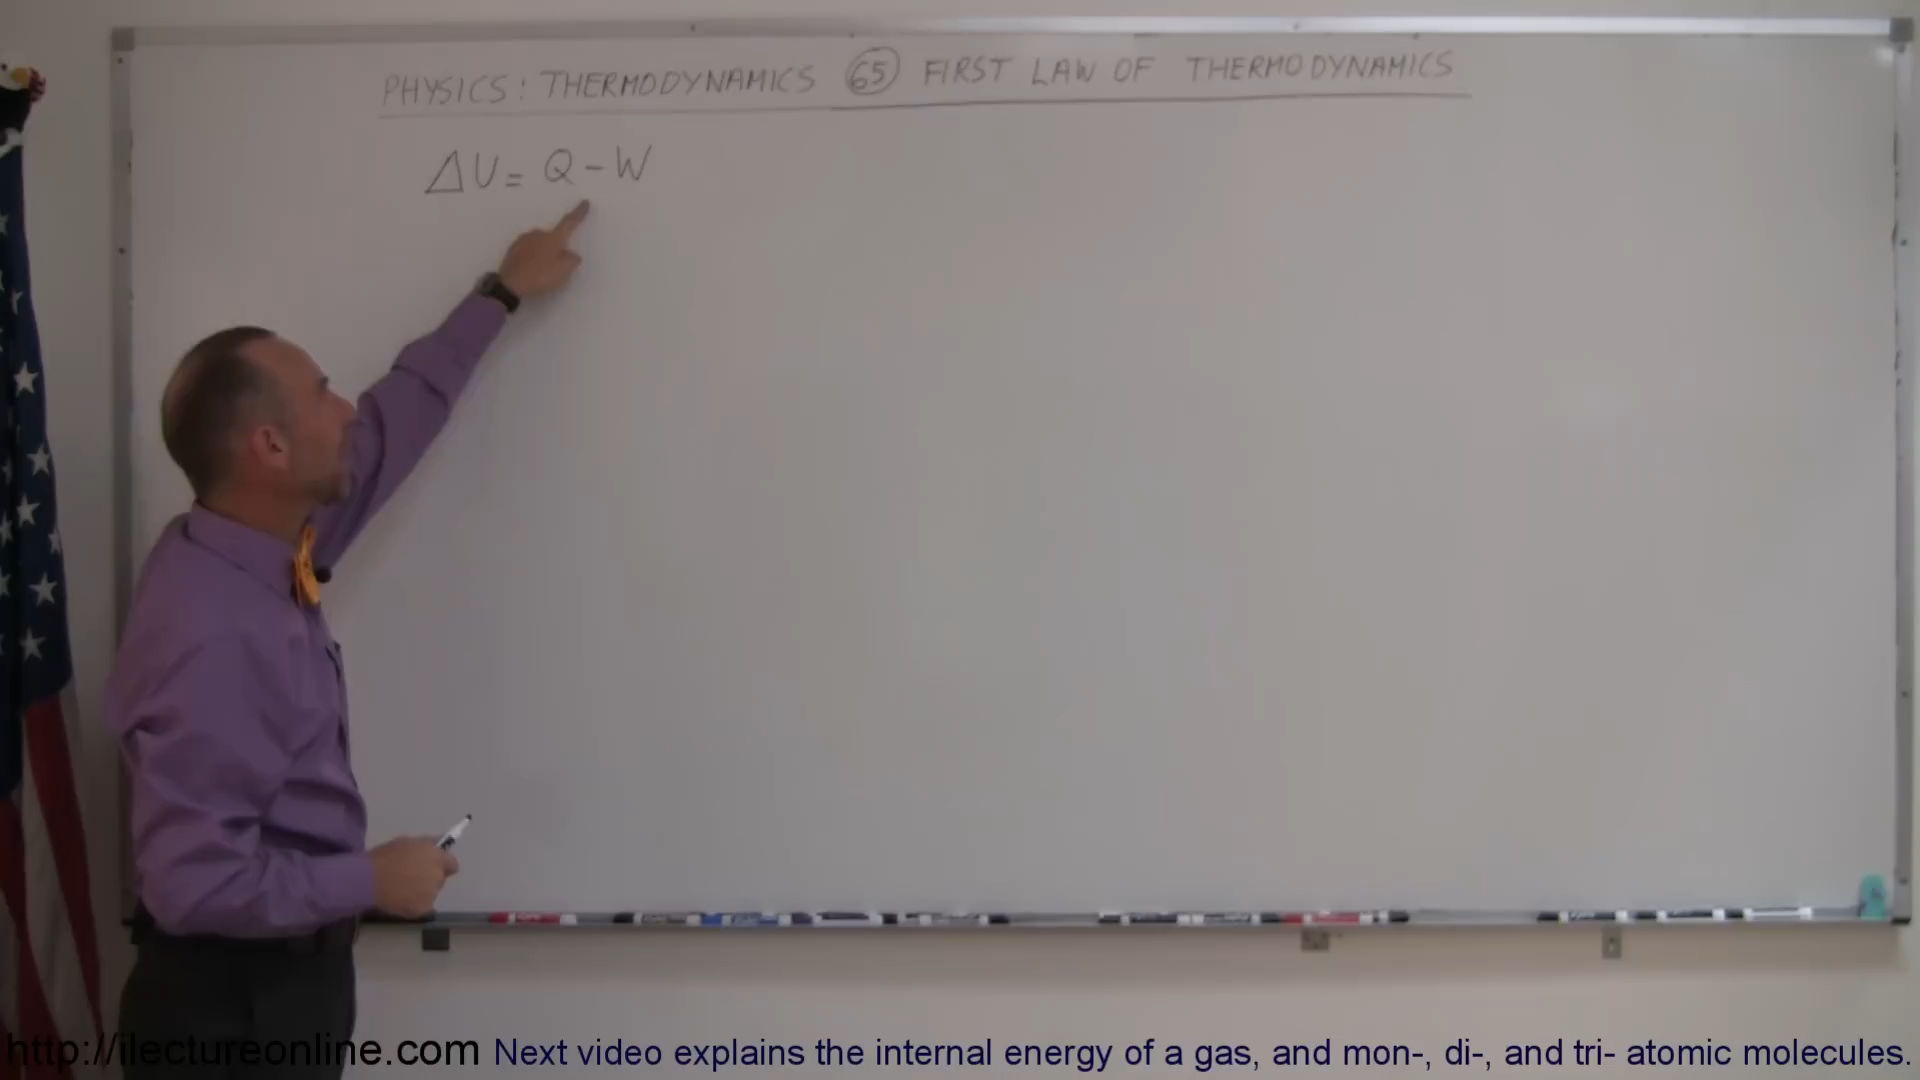 PHYSICS: THERMODYNAMICS 65 FIRST LAW OF THERMODYNAMICS
ΔU = Q - W
http://ilectureonline.com Next video explains the internal energy of a gas, and mon-, di-, and tri- atomic molecules.